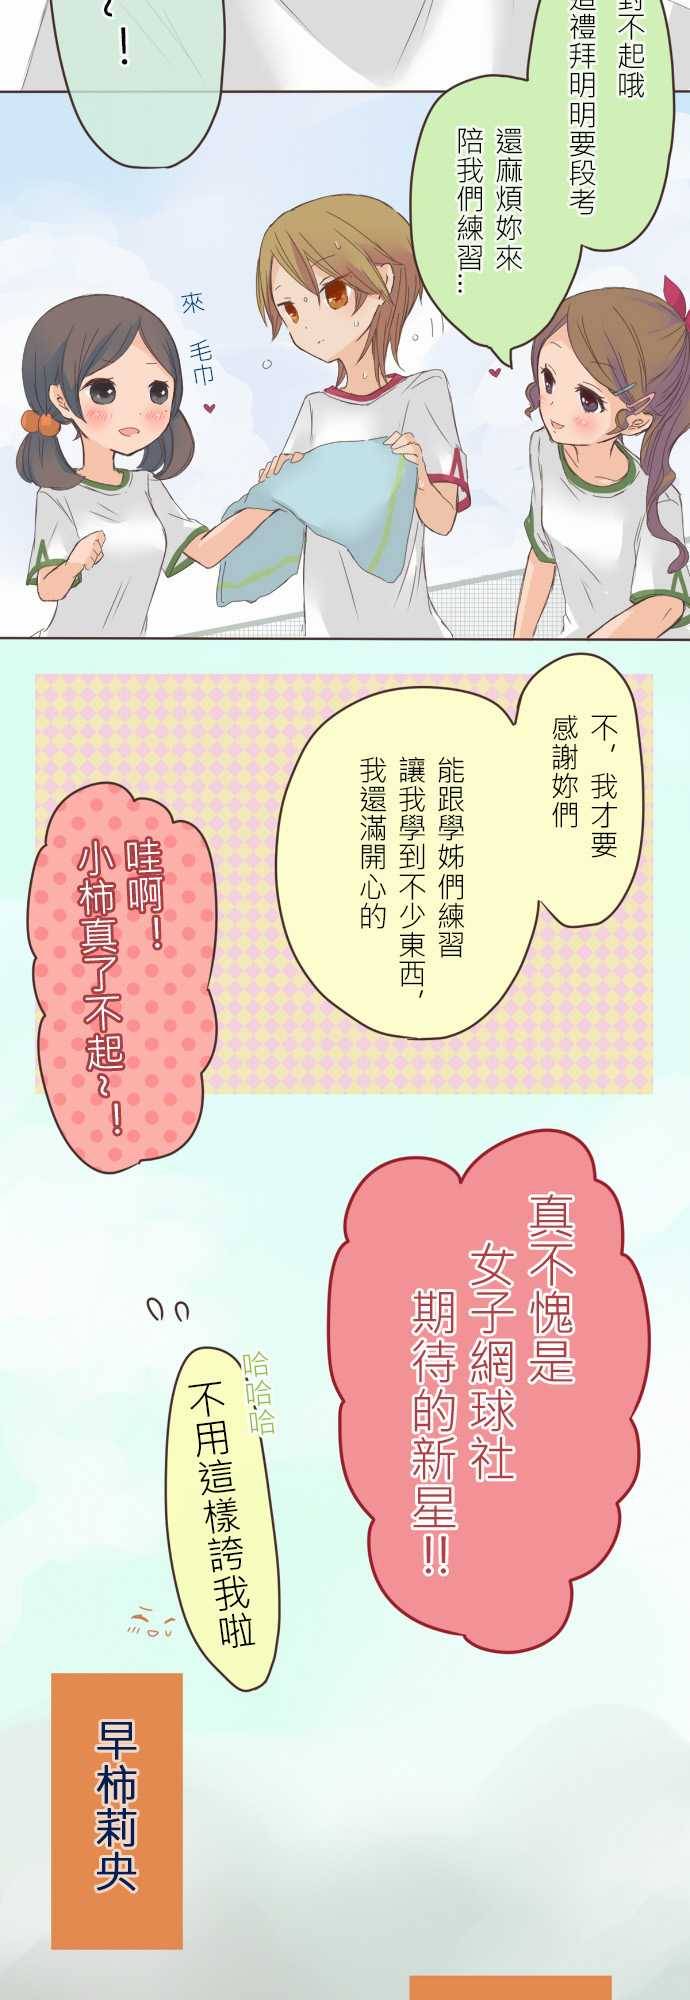 對不起哦
這禮拜明明要段考
還麻煩妳來
陪我們練習…
～！
來 毛巾
不，我才要
感謝妳們
能跟學姊們練習
讓我學到不少東西，
我還滿開心的
哇啊！
小柿真了不起～！
真不愧是
女子網球社
期待的新星!!
哈哈哈
不用這樣誇我啦
早柿莉央